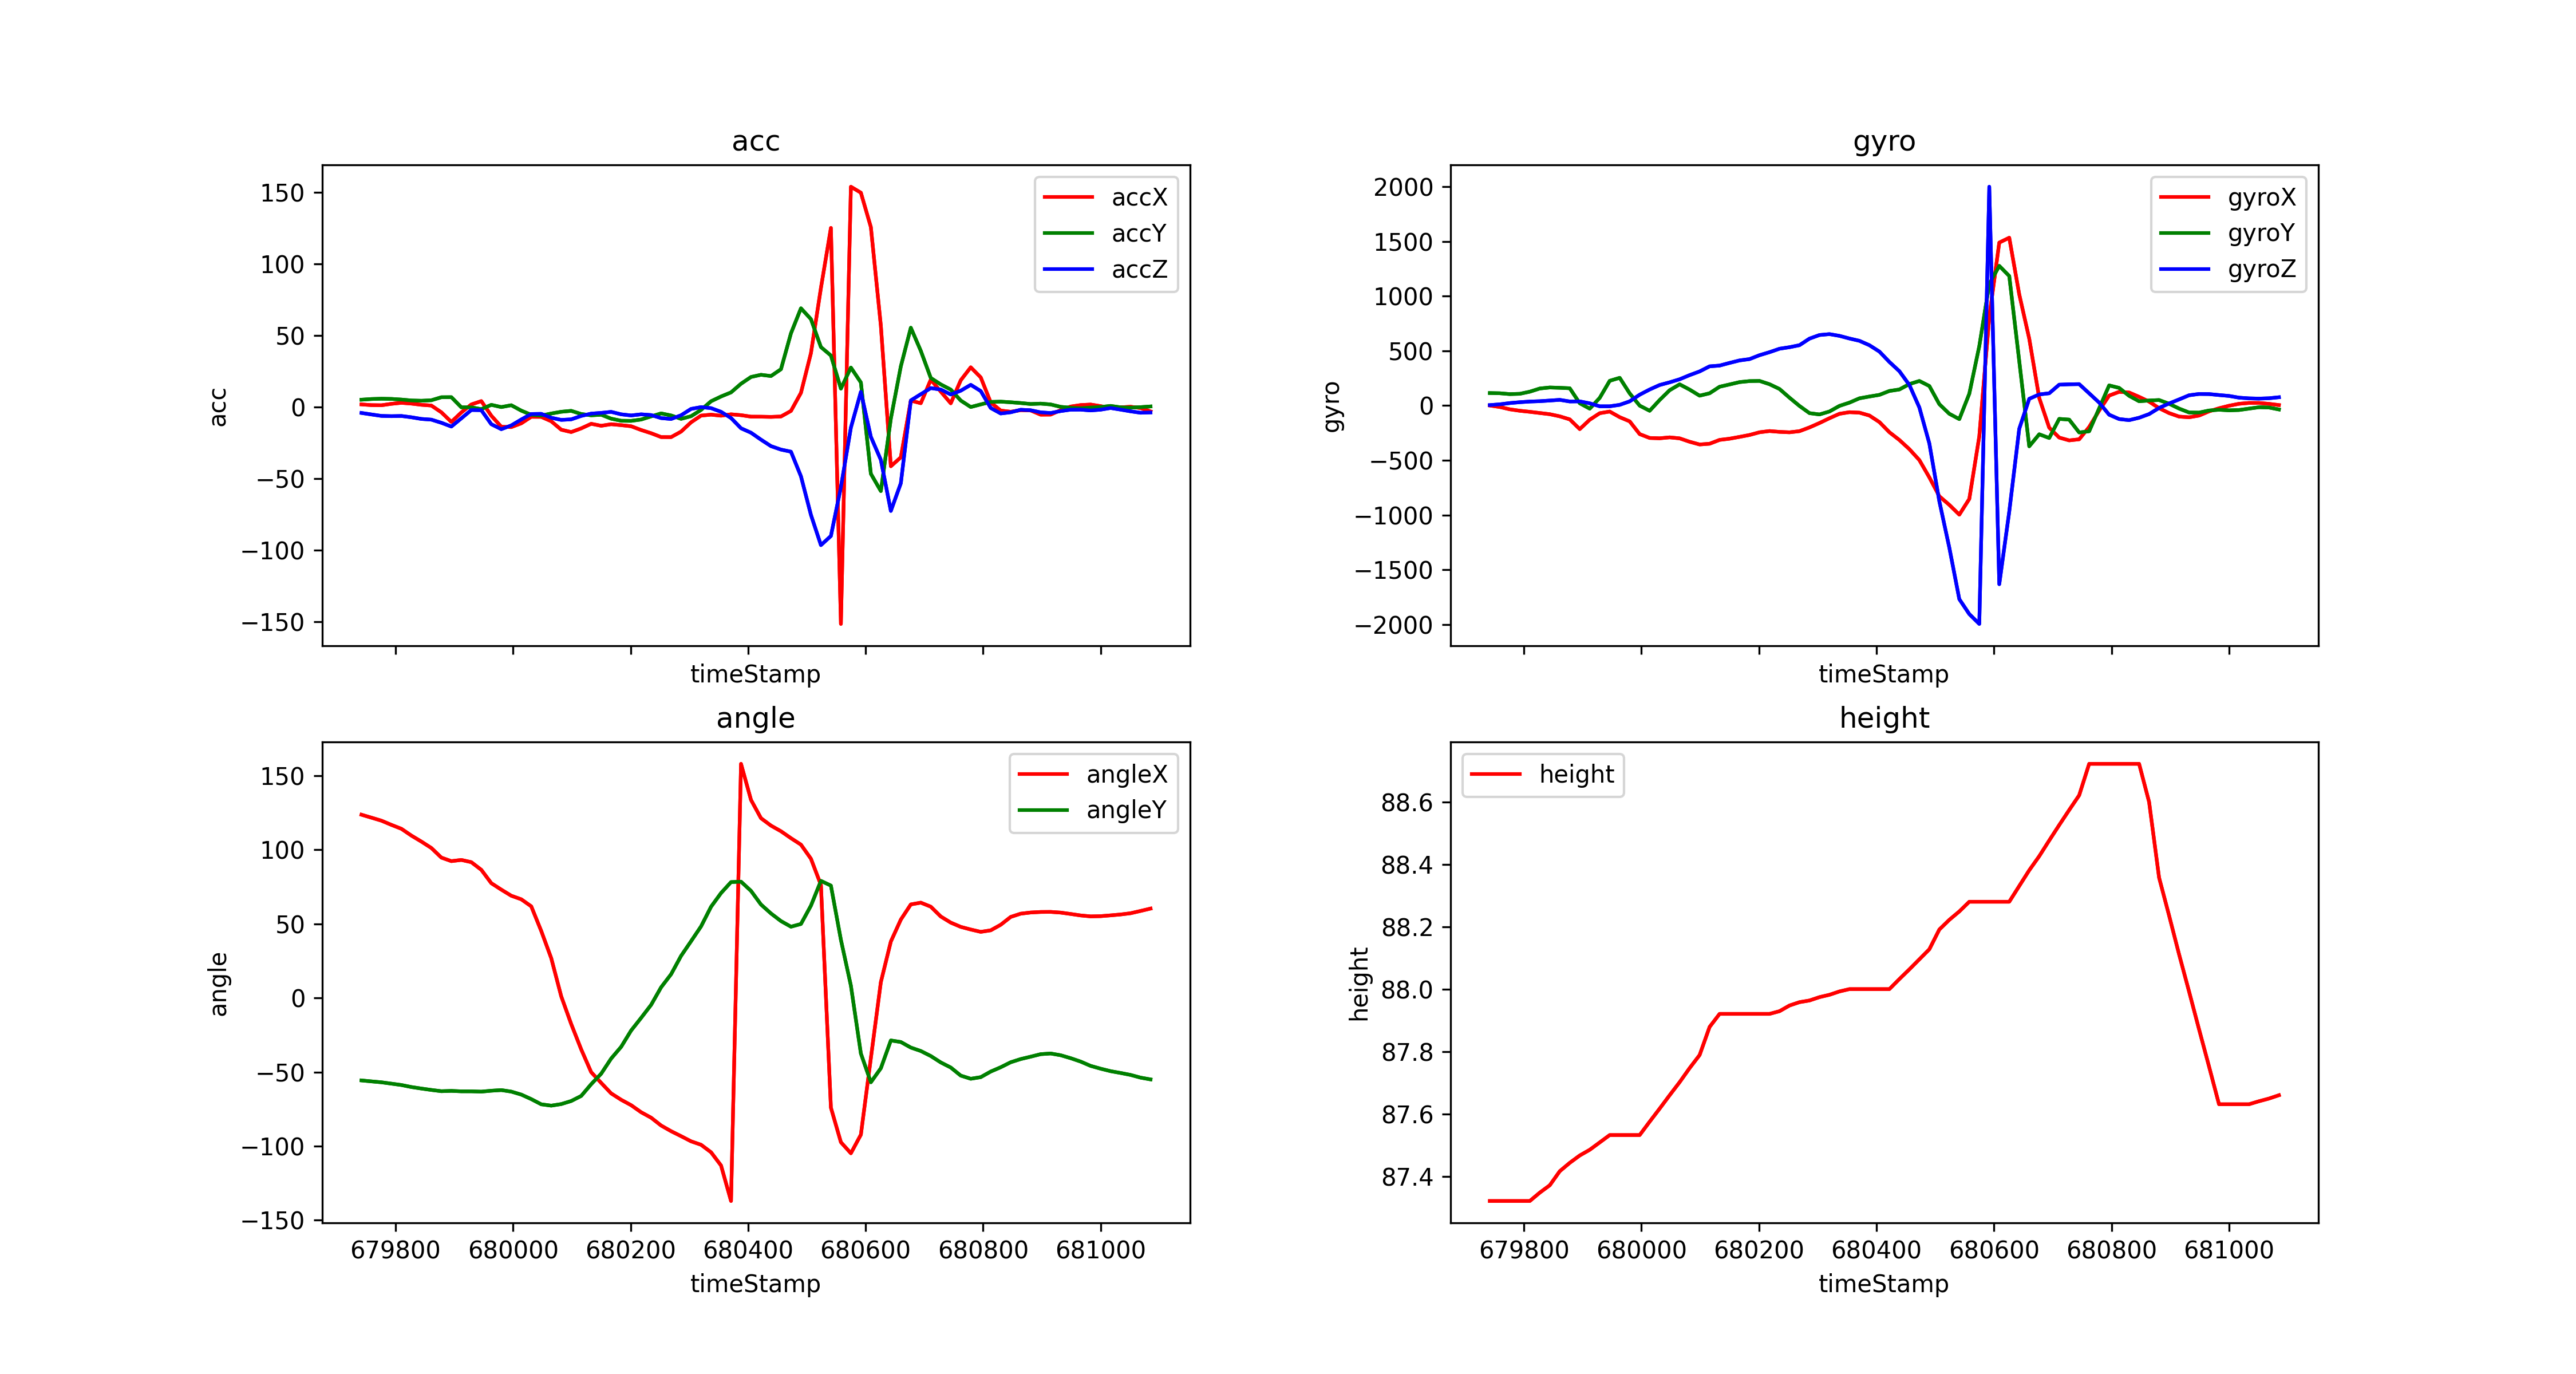 acc
acc
150
100
50
0
−50
−100
−150
accX
accY
accZ
timeStamp
gyro
gyro
2000
1500
1000
500
0
−500
−1000
−1500
−2000
gyroX
gyroY
gyroZ
timeStamp
angle
angle
150
100
50
0
−50
−100
−150
angleX
angleY
679800 680000 680200 680400 680600 680800 681000
timeStamp
height
height
88.6
88.4
88.2
88.0
87.8
87.6
87.4
height
679800 680000 680200 680400 680600 680800 681000
timeStamp